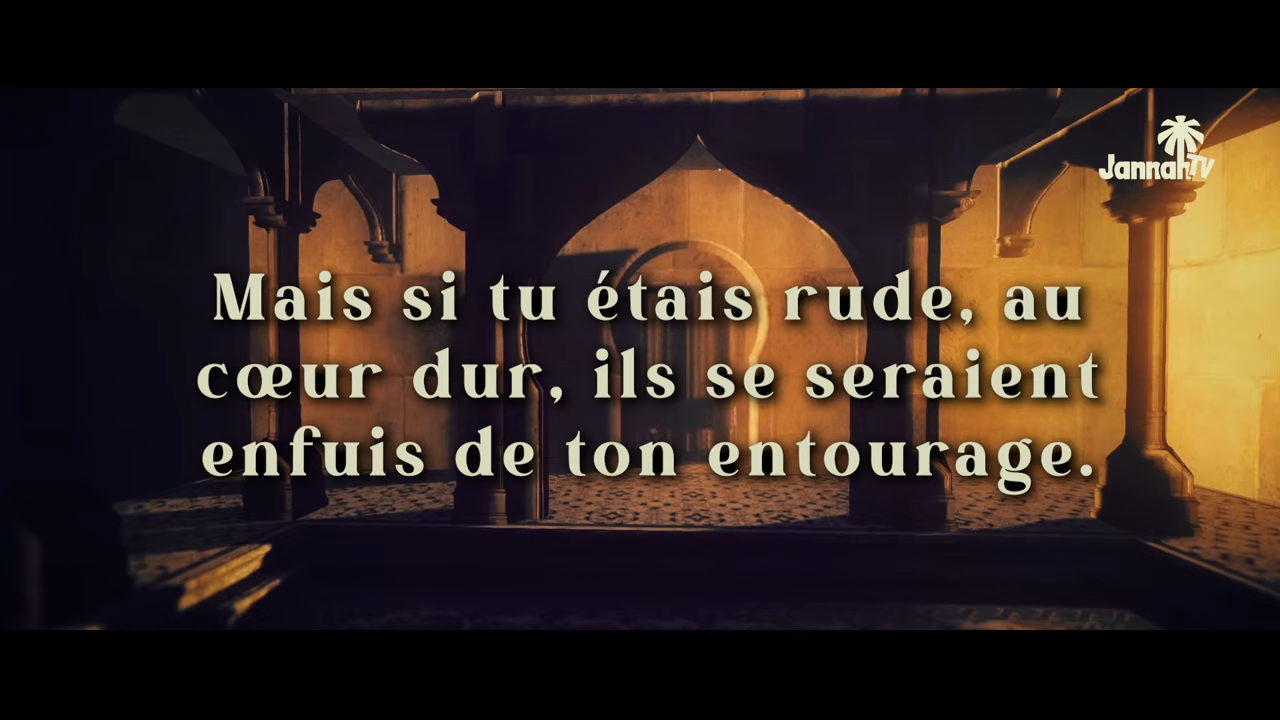 JannahTV
Mais si tu étais rude, au
cœur dur, ils se seraient
enfuis de ton entourage.